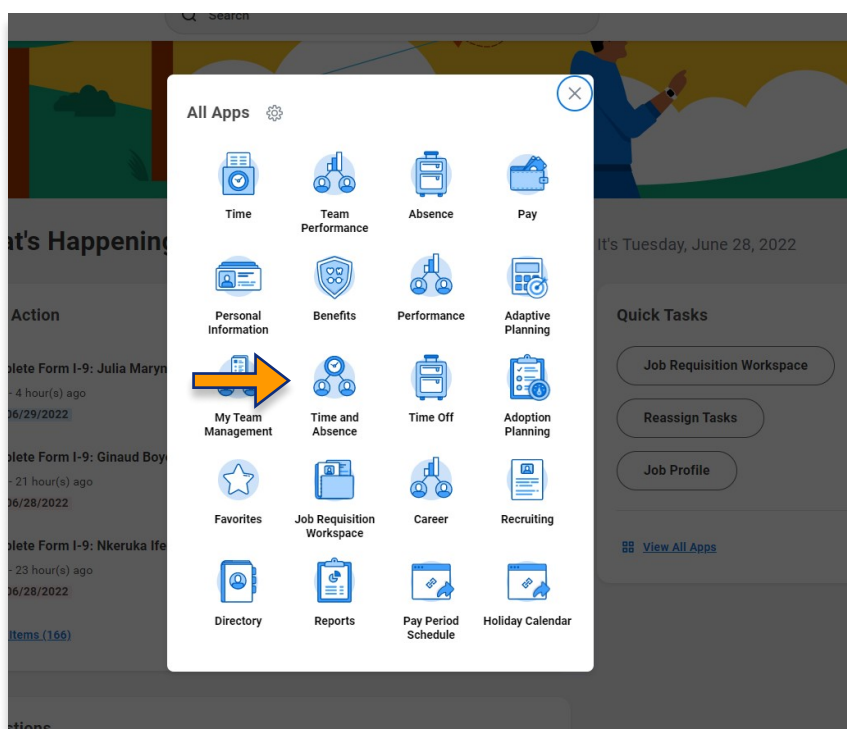 Search
All Apps
Time
Team
Performance
Absence
Pay
at's Happening
It's Tuesday, June 28, 2022
Personal
Information
Benefits
Performance
Adaptive
Planning
Action
Quick Tasks
plete Form I-9: Julia Maryn
- 4 hour(s) ago
06/29/2022
Job Requisition Workspace
My Team
Management
Time and
Absence
Time Off
Adoption
Planning
Reassign Tasks
plete Form I-9: Ginaud Boy
- 21 hour(s) ago
06/28/2022
Job Profile
Favorites
Job Requisition
Workspace
Career
Recruiting
plete Form I-9: Nkeruka Ife
- 23 hour(s) ago
06/28/2022
View All Apps
Directory
Reports
Pay Period
Schedule
Holiday Calendar
Items (166)